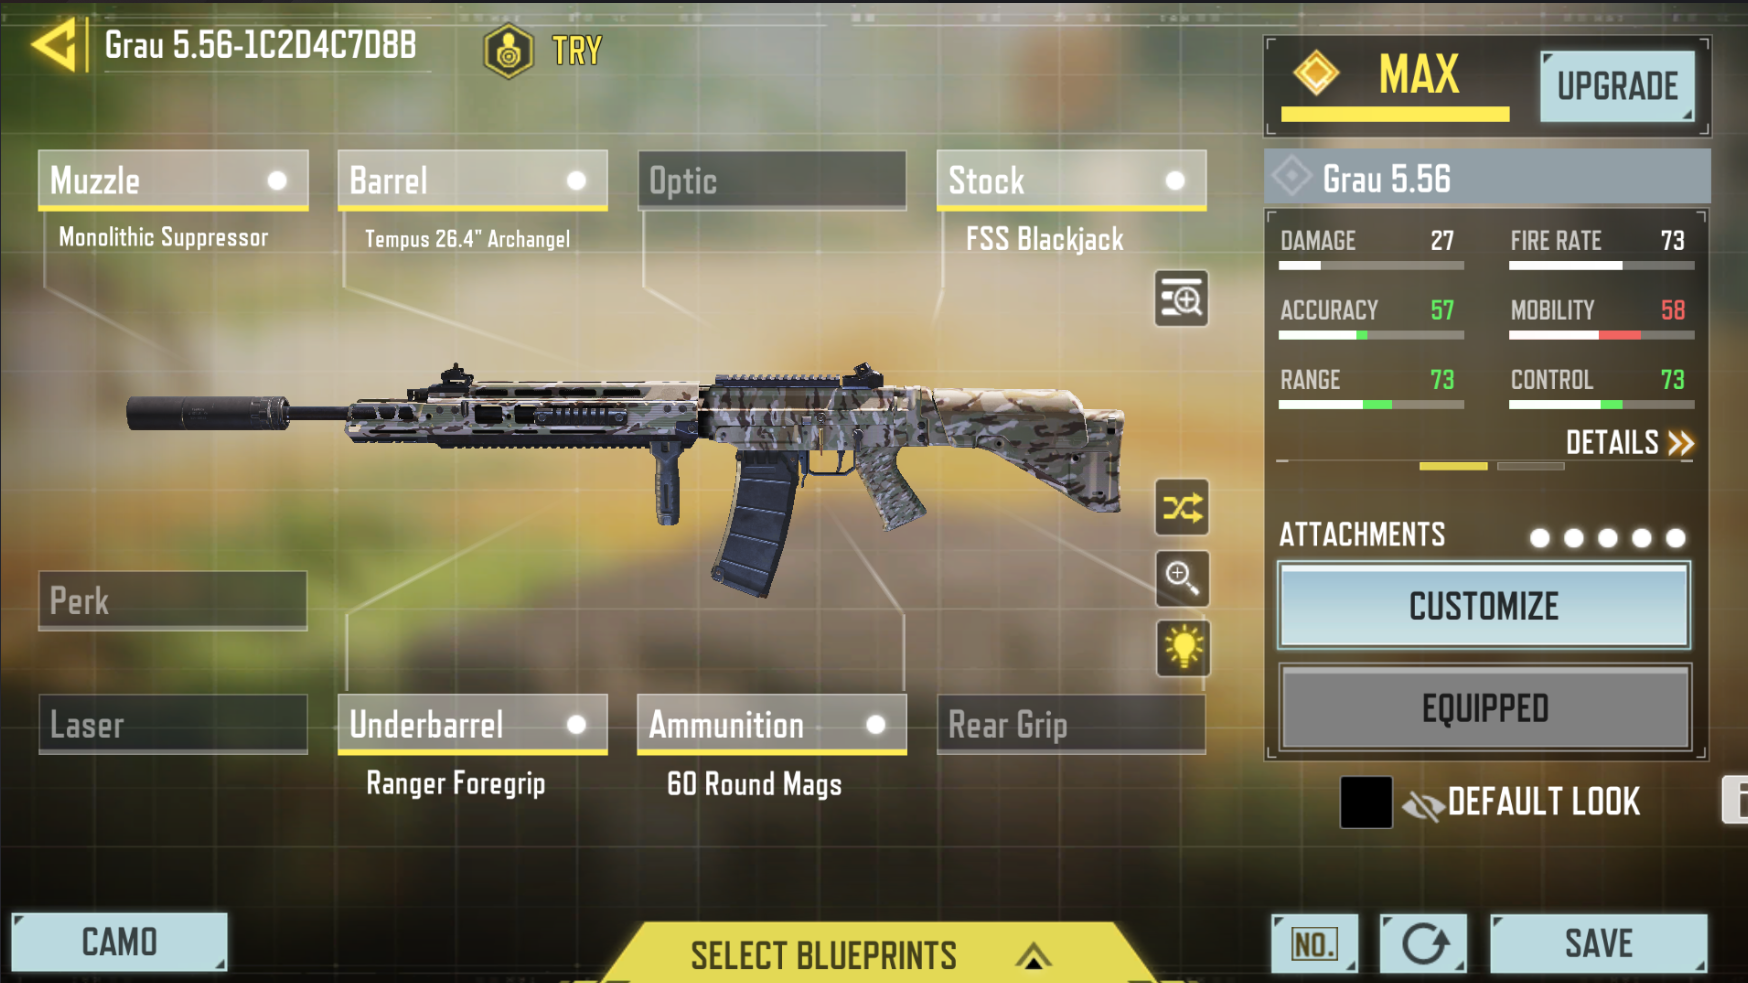 Grau 5.56-1C2D4C7D8B
TRY
MAX
UPGRADE
Muzzle
Monolithic Suppressor
Barrel
Tempus 26.4" Archangel
Optic
Stock
FSS Blackjack
Grau 5.56
DAMAGE 27
FIRE RATE 73
ACCURACY 57
MOBILITY 58
RANGE 73
CONTROL 73
DETAILS
ATTACHMENTS
CUSTOMIZE
EQUIPPED
Perk
Laser
Underbarrel
Ranger Foregrip
Ammunition
60 Round Mags
Rear Grip
DEFAULT LOOK
CAMO
SELECT BLUEPRINTS
NO.
SAVE